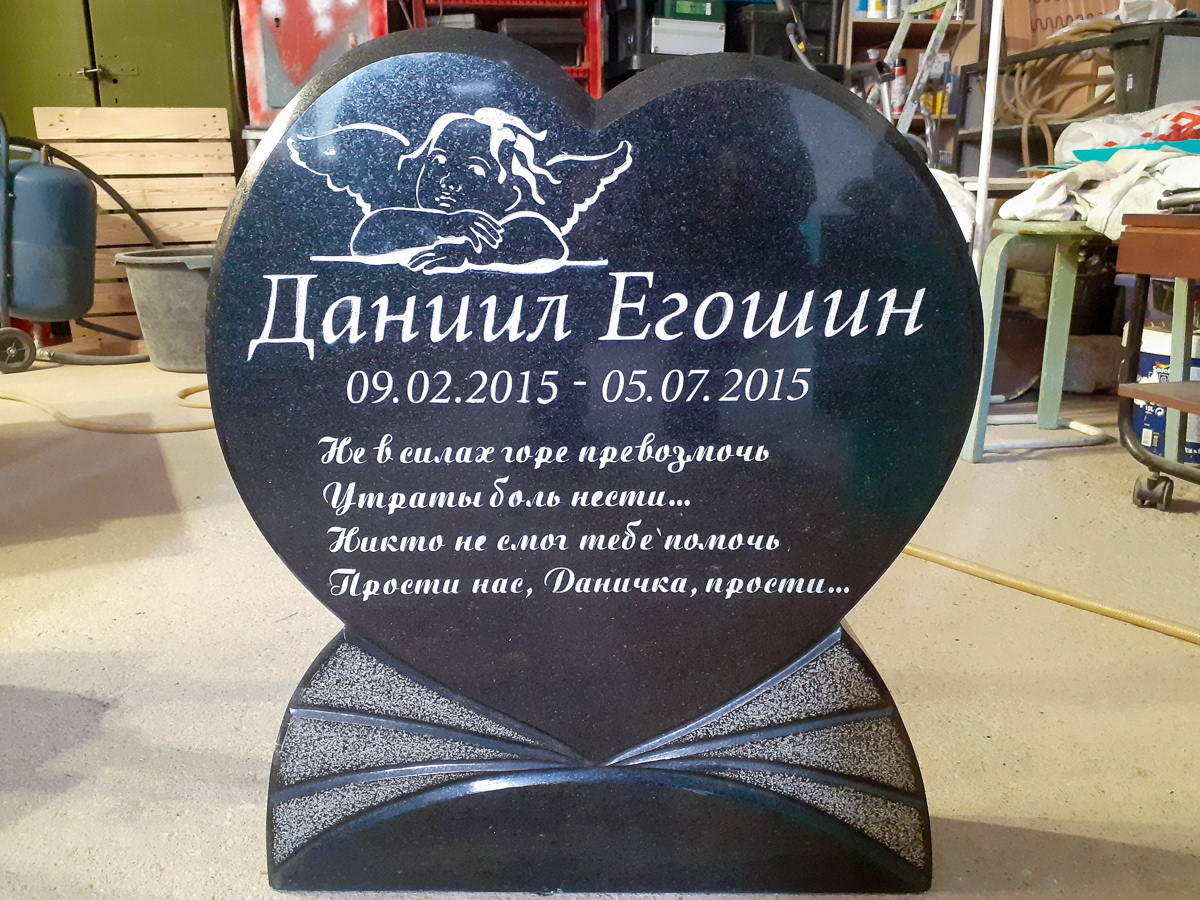 Даниил Егошин
09.02.2015 - 05.07.2015
Не в силах горе превозмочь
Утраты боль нести...
Никто не смог тебе помочь
Прости нас, Даничка, прости...